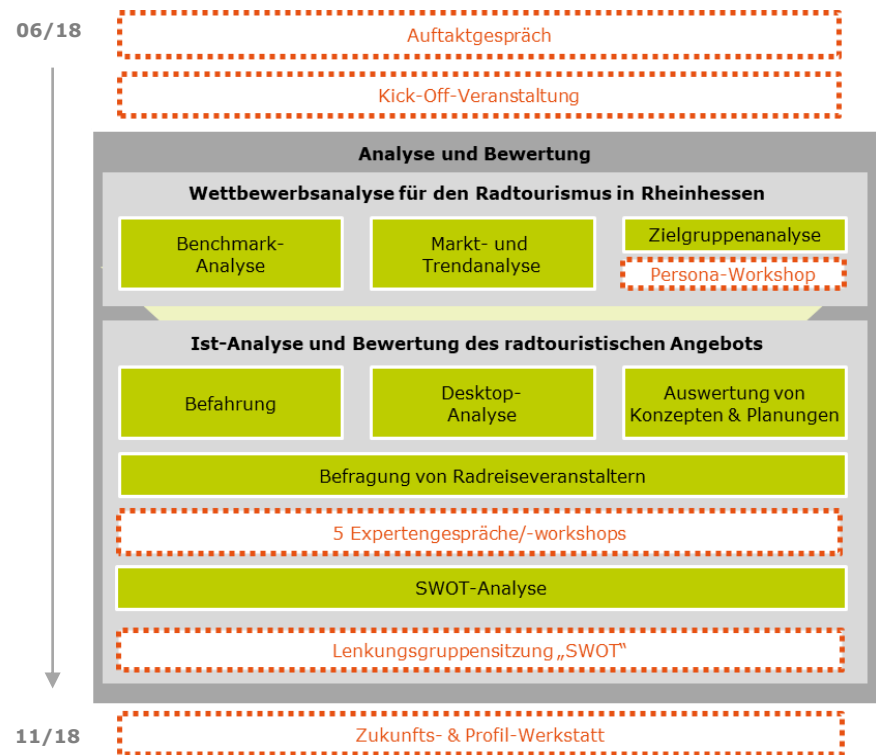 06/18
Auftaktgespräch
Kick-Off-Veranstaltung
Analyse und Bewertung
Wettbewerbsanalyse für den Radtourismus in Rheinhessen
Benchmark-
Analyse
Markt- und
Trendanalyse
Zielgruppenanalyse
Persona-Workshop
Ist-Analyse und Bewertung des radtouristischen Angebots
Befahrung
Desktop-
Analyse
Auswertung von
Konzepten & Planungen
Befragung von Radreiseveranstaltern
5 Expertengespräche/-workshops
SWOT-Analyse
Lenkungsgruppensitzung „SWOT“
11/18
Zukunfts- & Profil-Werkstatt